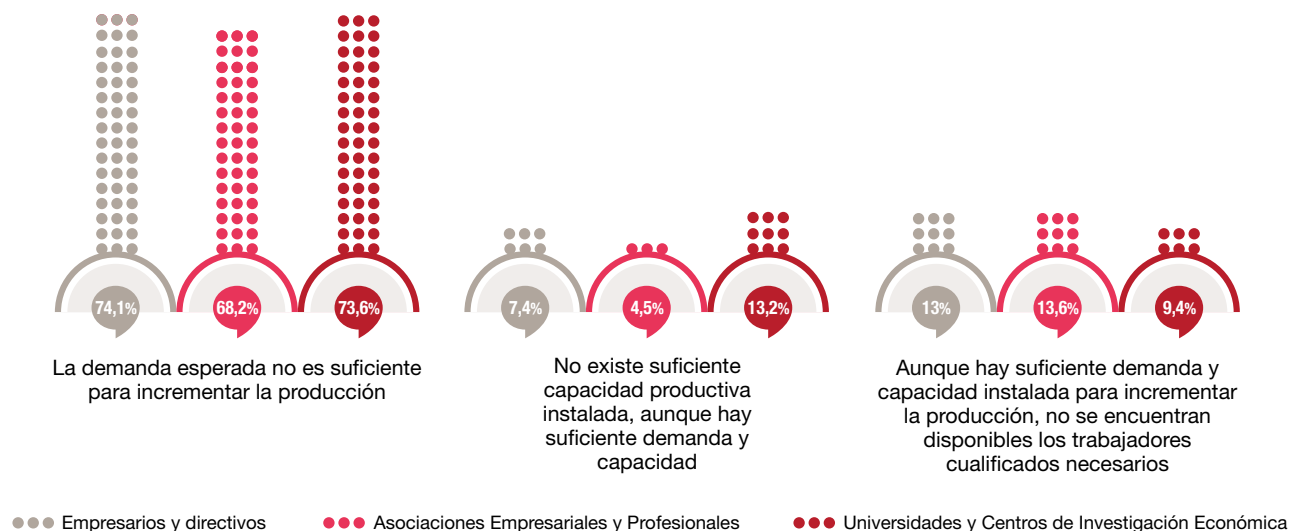 74,1%
68,2%
73,6%
7,4%
4,5%
13,2%
13%
13,6%
9,4%
La demanda esperada no es suficiente
para incrementar la producción
No existe suficiente
capacidad productiva
instalada, aunque hay
suficiente demanda y
capacidad
Aunque hay suficiente demanda y
capacidad instalada para incrementar
la producción, no se encuentran
disponibles los trabajadores
cualificados necesarios
Empresarios y directivos
Asociaciones Empresariales y Profesionales
Universidades y Centros de Investigación Económica